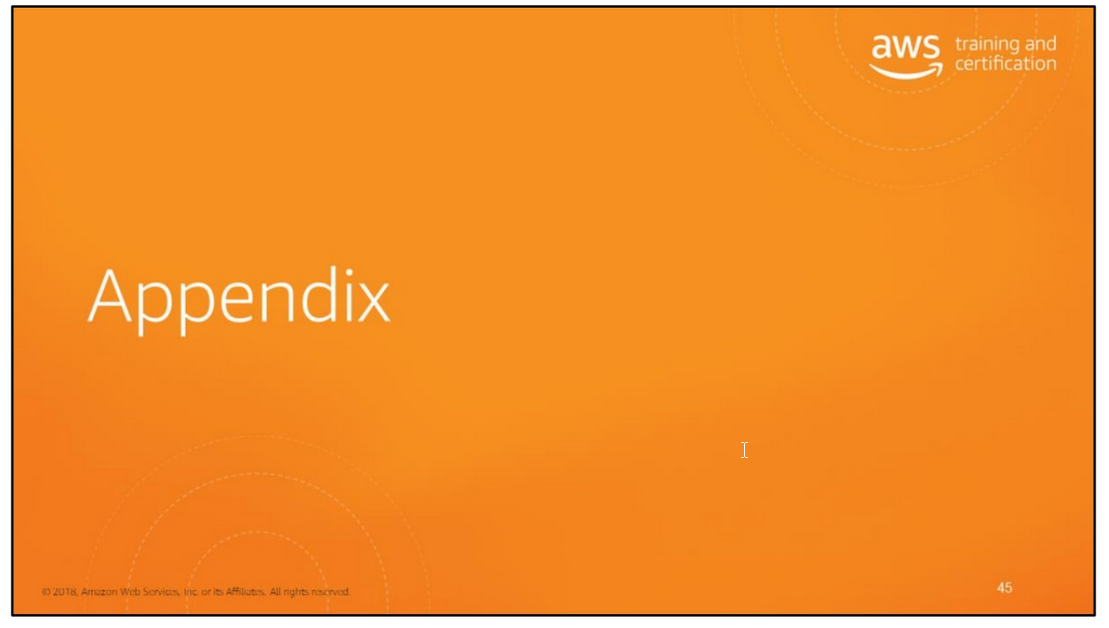 aws training and
certification
Appendix
© 2018, Amazon Web Services, Inc. or its Affiliates. All rights reserved.
45